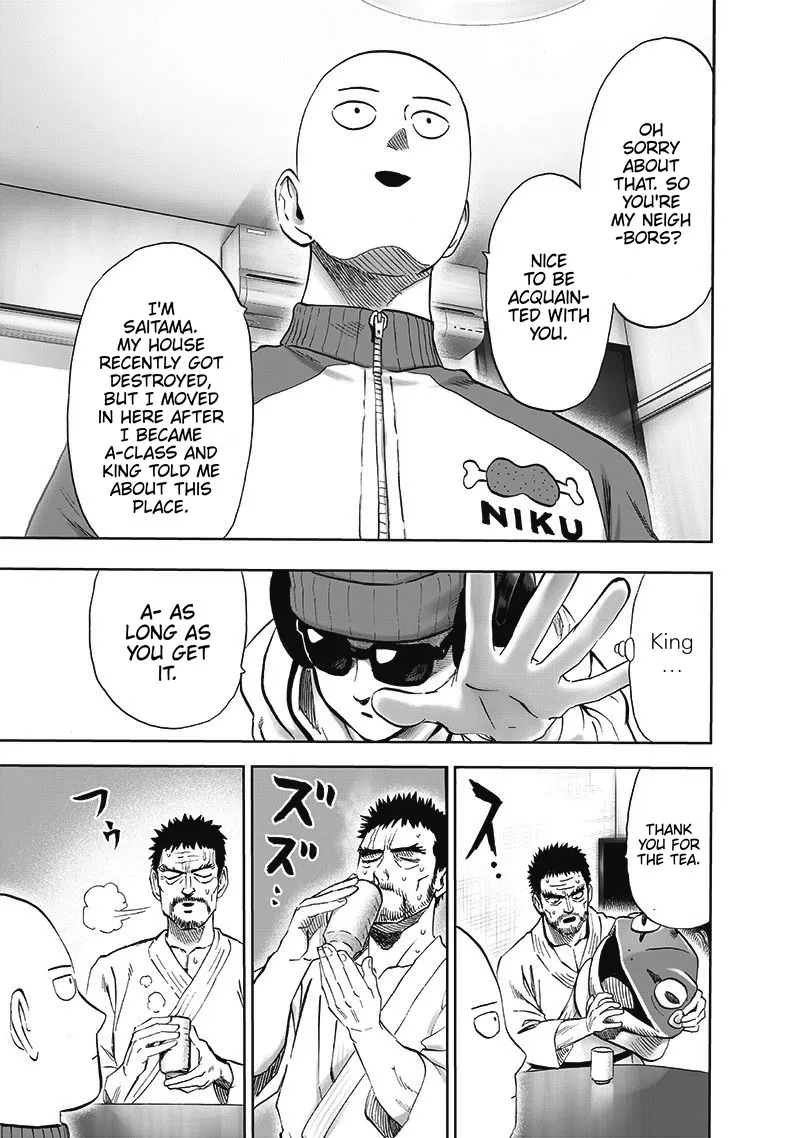 OH
SORRY
ABOUT
THAT. SO
YOU'RE
MY NEIGH
-BORS?
NICE
TO BE
ACQUAIN-
TED WITH
YOU.
I'M
SAITAMA.
MY HOUSE
RECENTLY GOT
DESTROYED,
BUT I MOVED
IN HERE AFTER
I BECAME
A-CLASS AND
KING TOLD ME
ABOUT THIS
PLACE.
NIKU
King
...
A- AS
LONG AS
YOU GET
IT.
THANK
YOU FOR
THE TEA.
ス
ズズ
フゥ